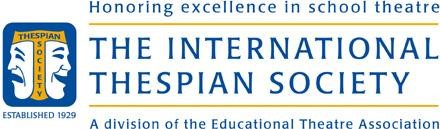 Honoring excellence in school theatre
THESPIAN
SOCIETY
THE INTERNATIONAL
THESPIAN SOCIETY
ESTABLISHED 1929
A division of the Educational Theatre Association